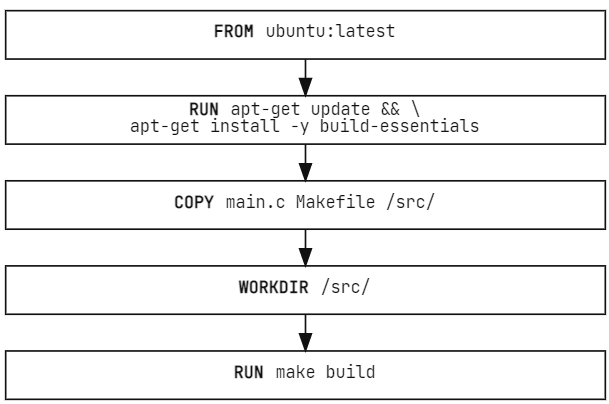 FROM ubuntu:latest
RUN apt-get update && \
apt-get install -y build-essentials
COPY main.c Makefile /src/
WORKDIR /src/
RUN make build